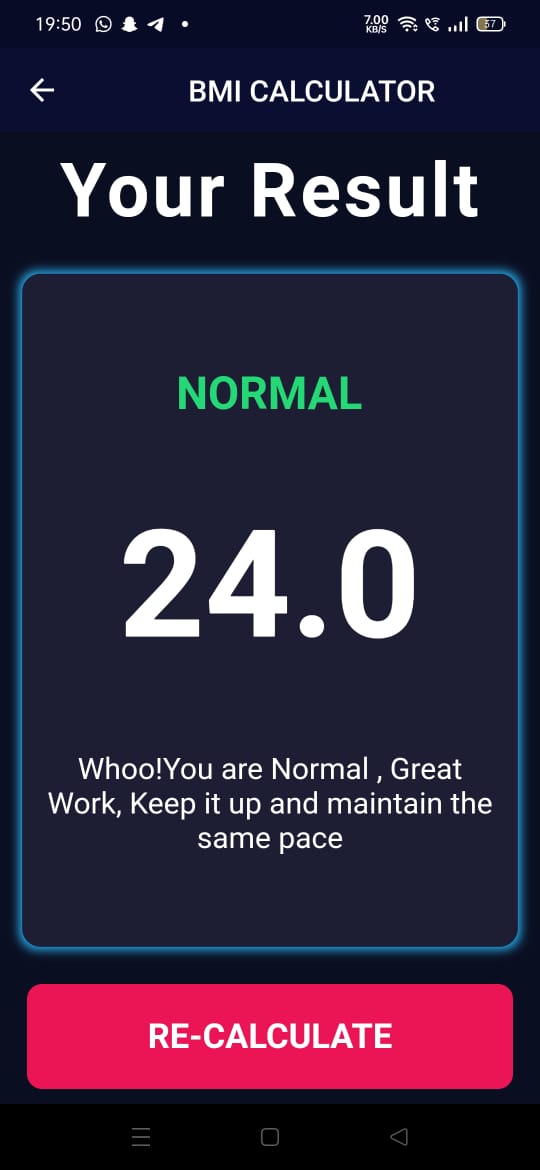 19:50 7.00 KB/S 37
BMI CALCULATOR
Your Result
NORMAL
24.0
Whoo!You are Normal , Great
Work, Keep it up and maintain the
same pace
RE-CALCULATE